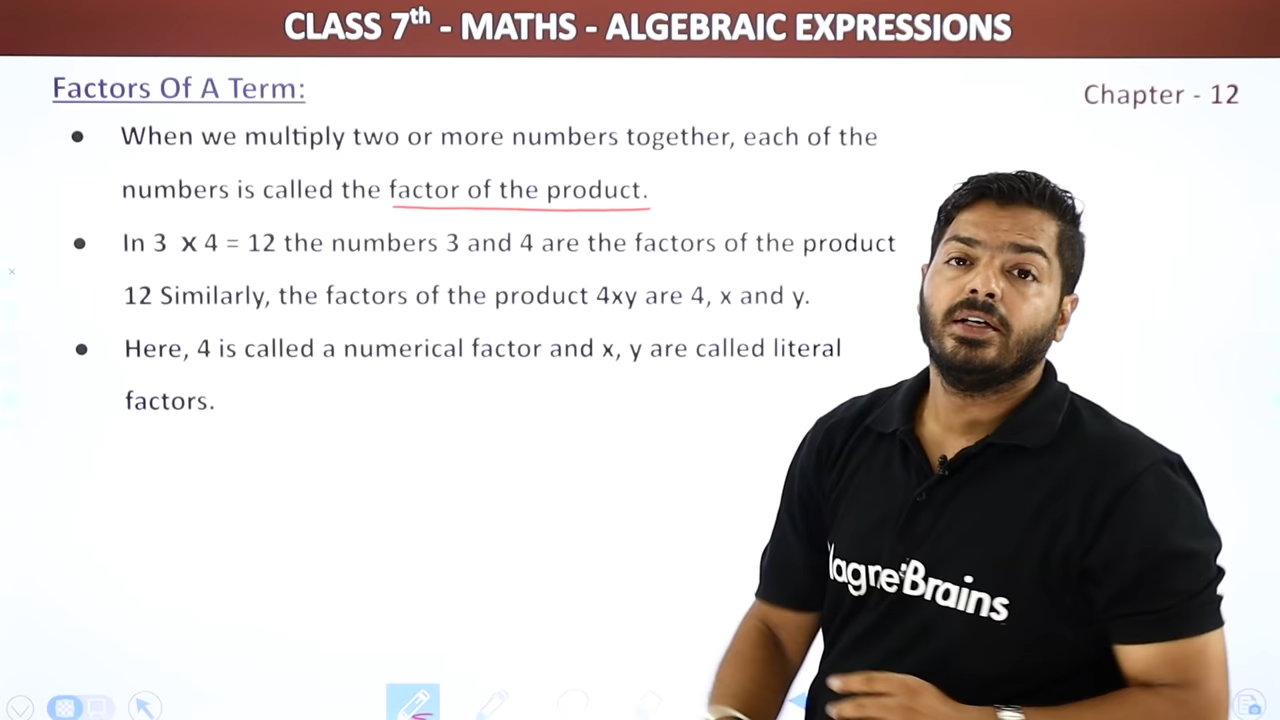 CLASS 7th - MATHS - ALGEBRAIC EXPRESSIONS
Factors Of A Term:
Chapter - 12
• When we multiply two or more numbers together, each of the
numbers is called the factor of the product.
• In 3 x 4 = 12 the numbers 3 and 4 are the factors of the product
12 Similarly, the factors of the product 4xy are 4, x and y.
• Here, 4 is called a numerical factor and x, y are called literal
factors.
lagnetBrains